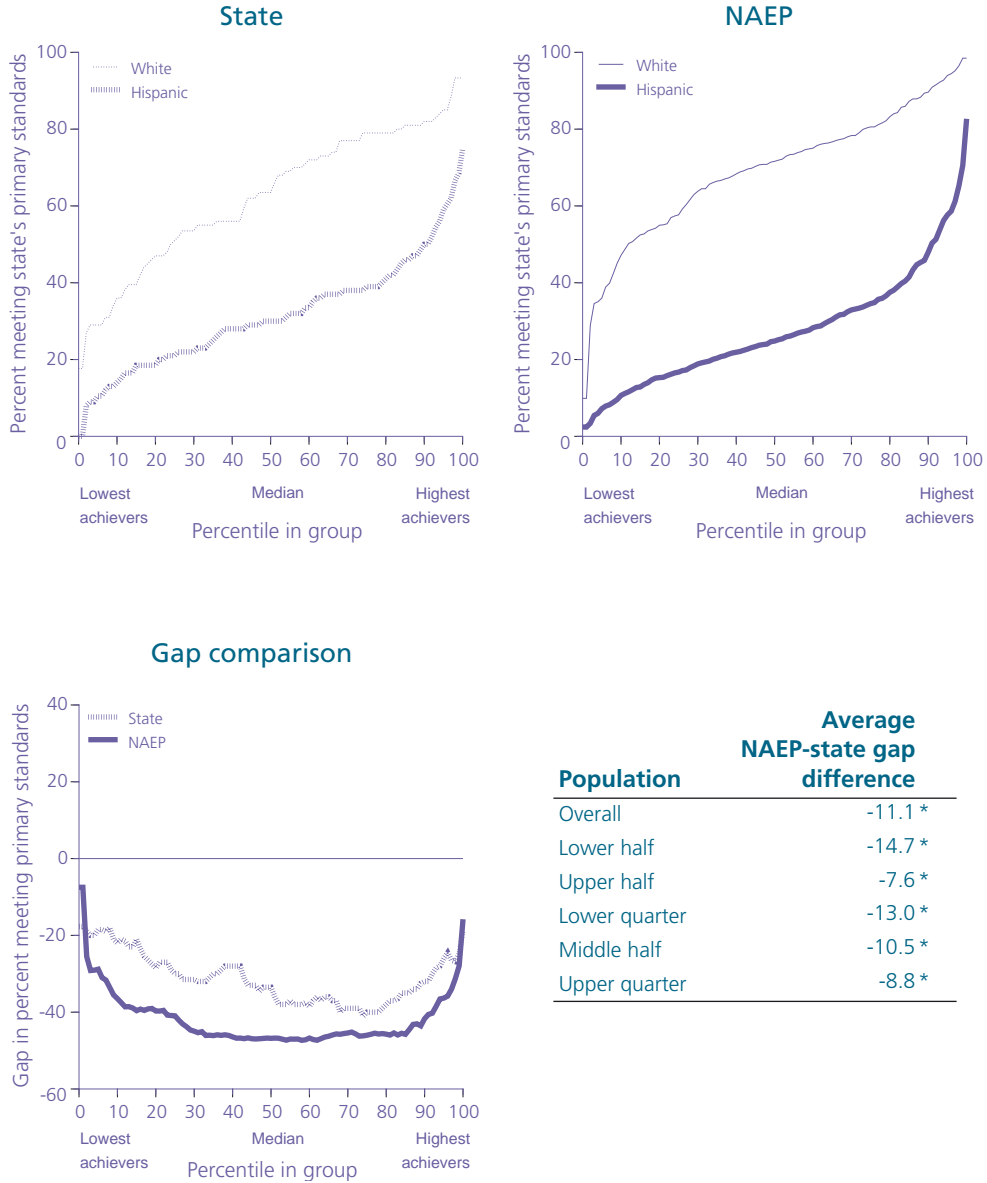 State
Percent meeting state's primary standards
White
Hispanic
100
80
60
40
20
0
0 10 20 30 40 50 60 70 80 90 100
Lowest achievers
Median
Highest achievers
Percentile in group
NAEP
Percent meeting state's primary standards
White
Hispanic
100
80
60
40
20
0
0 10 20 30 40 50 60 70 80 90 100
Lowest achievers
Median
Highest achievers
Percentile in group
Gap comparison
Gap in percent meeting primary standards
State
NAEP
40
20
0
-20
-40
-60
0 10 20 30 40 50 60 70 80 90 100
Lowest achievers
Median
Highest achievers
Percentile in group
Population Average NAEP-state gap difference
Overall -11.1 *
Lower half -14.7 *
Upper half -7.6 *
Lower quarter -13.0 *
Middle half -10.5 *
Upper quarter -8.8 *